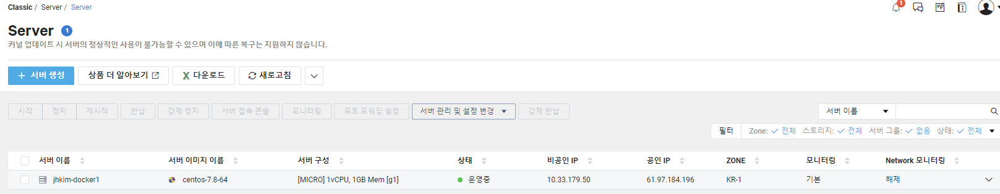 Classic / Server / Server
1
Server 1
커널 업데이트 시 서버의 정상적인 사용이 불가능할 수 있으며 이에 따른 복구는 지원하지 않습니다.
+ 서버 생성 상품 더 알아보기 다운로드 새로고침
시작 정지 재시작 반납 강제 정지 서버 접속 콘솔 모니터링 포트 포워딩 설정 서버 관리 및 설정 변경 강제 반납 서버 이름
필터 Zone: 전체 스토리지: 전체 서버 그룹: 없음 상태: 전체
서버 이름 서버 이미지 이름 서버 구성 상태 비공인 IP 공인 IP ZONE 모니터링 Network 모니터링
jhkim-docker1 centos-7.8-64 [MICRO] 1vCPU, 1GB Mem [g1] 운영중 10.33.179.50 61.97.184.196 KR-1 기본 해제